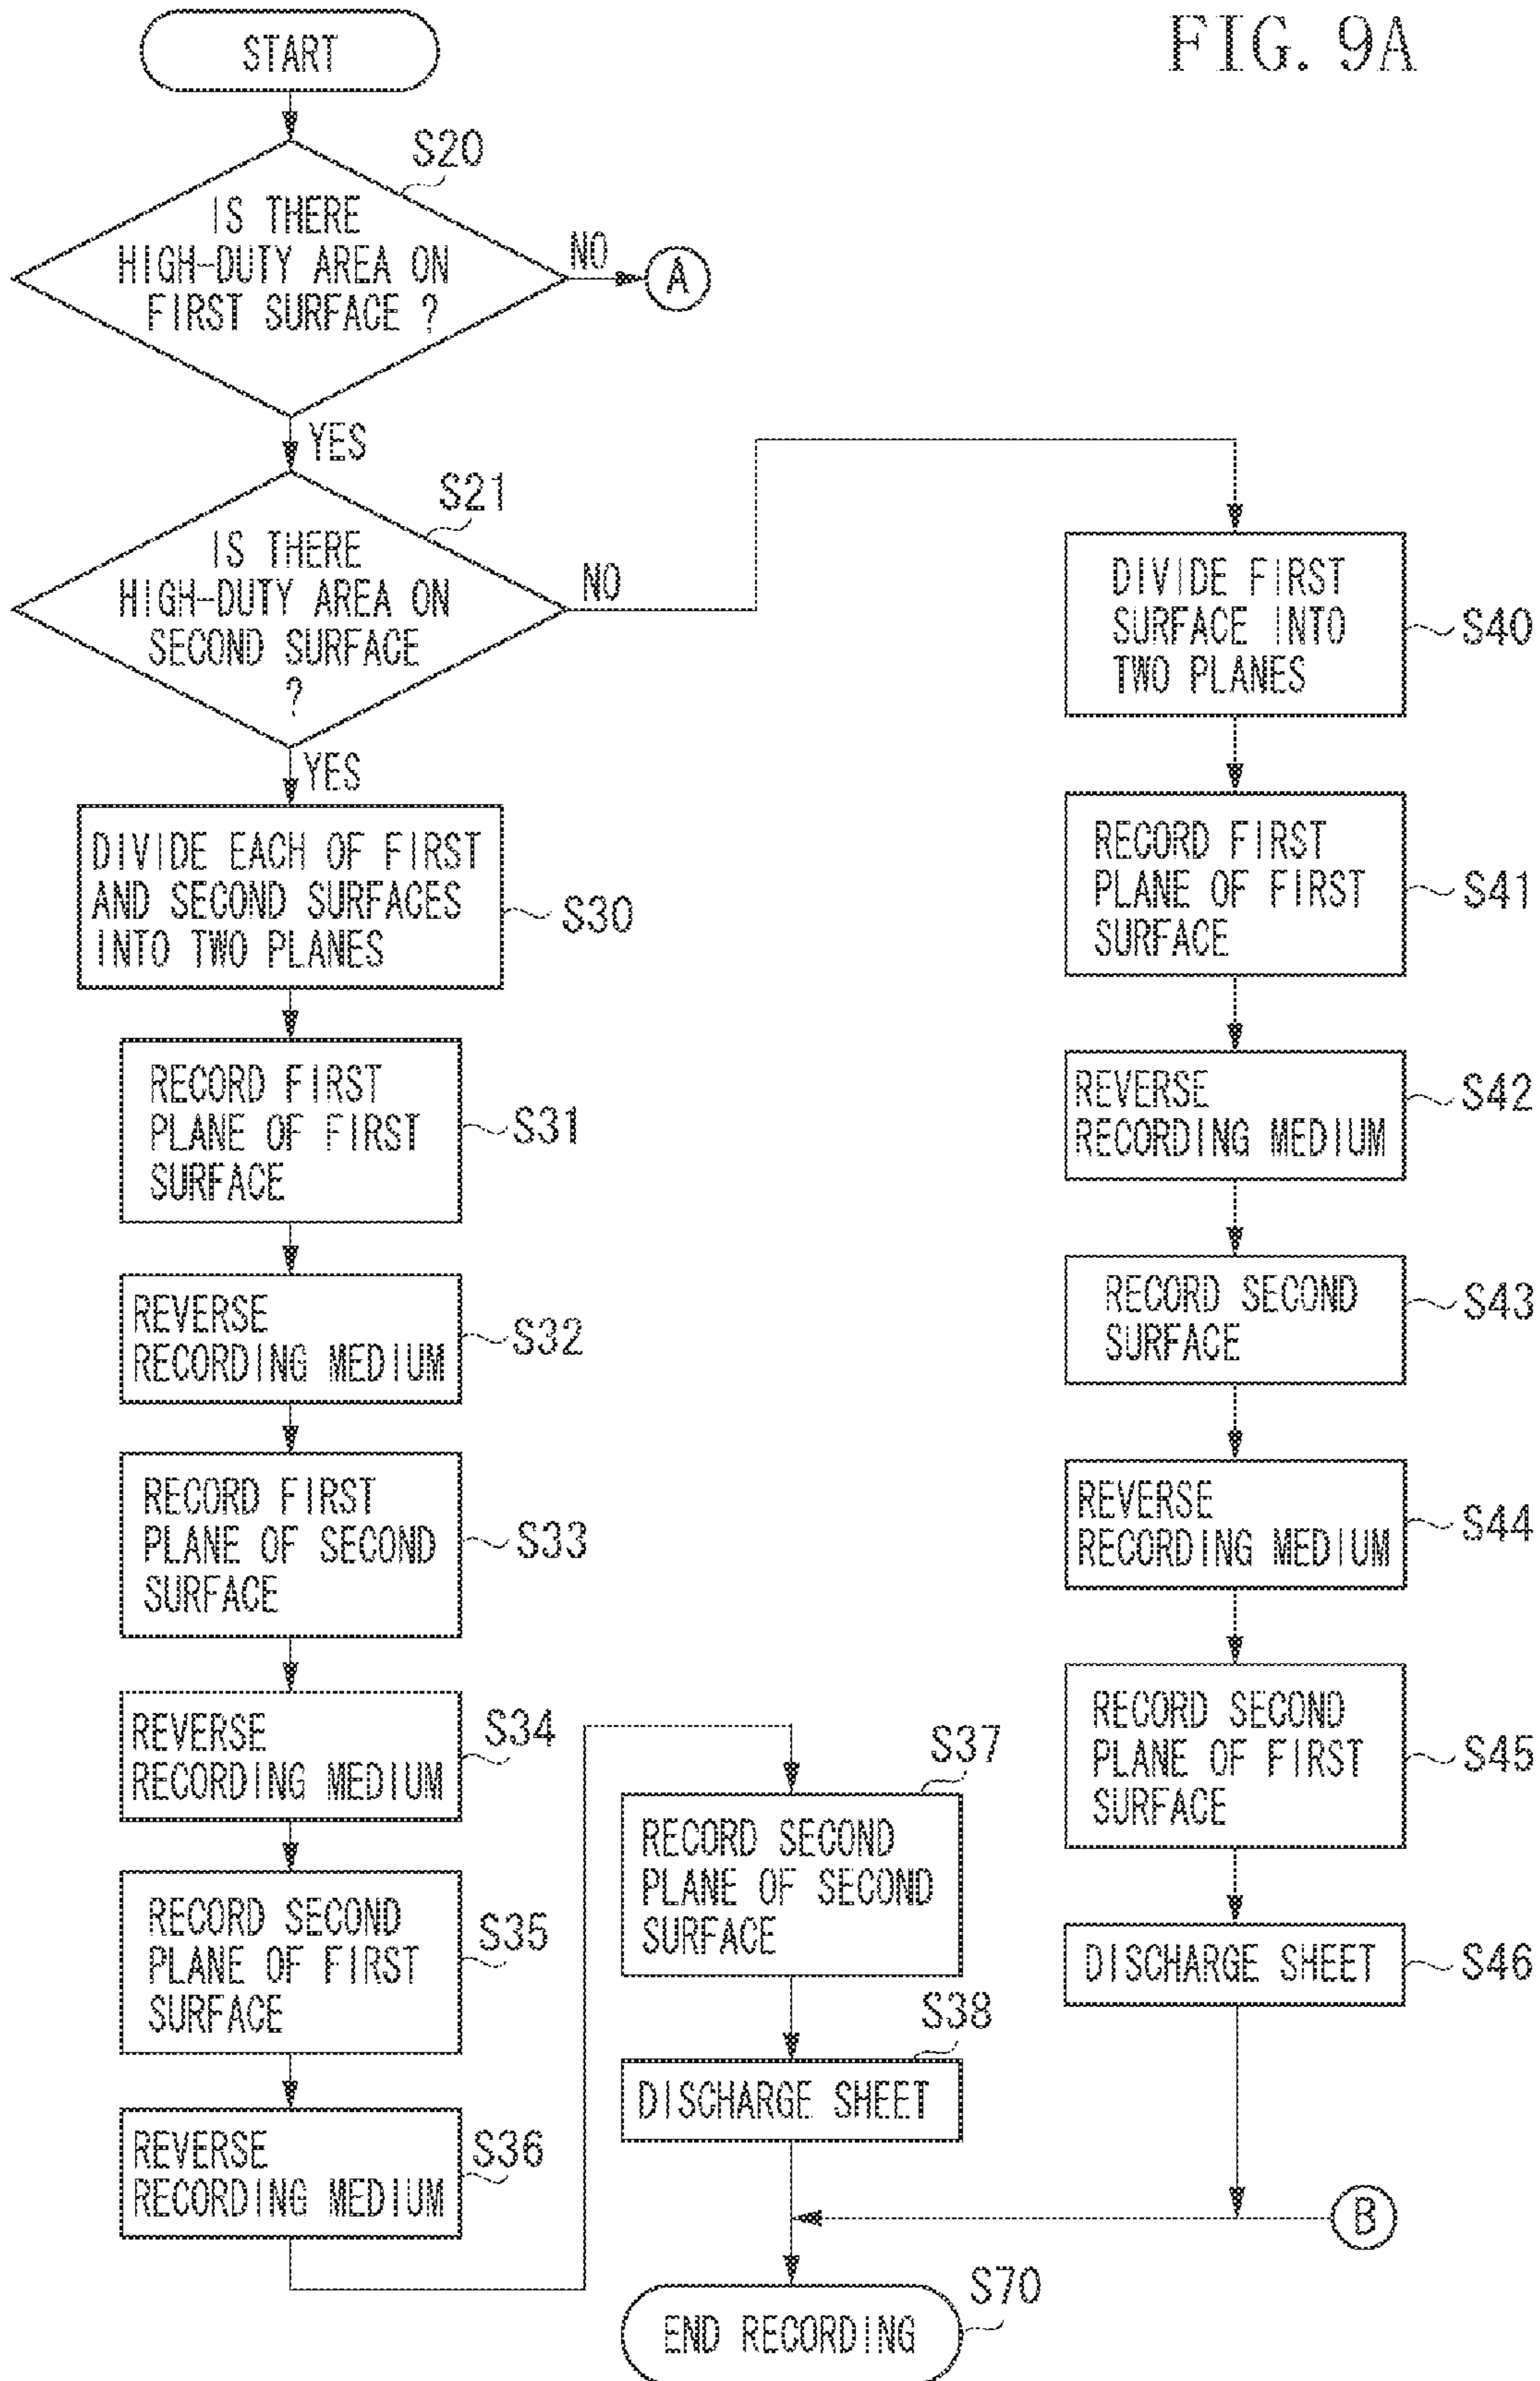 FIG. 9A
START
S20
IS THERE
HIGH-DUTY AREA ON
FIRST SURFACE ?
NO
A
YES
S21
IS THERE
HIGH-DUTY AREA ON
SECOND SURFACE
?
NO
YES
DIVIDE EACH OF FIRST
AND SECOND SURFACES
INTO TWO PLANES
S30
RECORD FIRST
PLANE OF FIRST
SURFACE
S31
REVERSE
RECORDING MEDIUM
S32
RECORD FIRST
PLANE OF SECOND
SURFACE
S33
REVERSE
RECORDING MEDIUM
S34
RECORD SECOND
PLANE OF FIRST
SURFACE
S35
REVERSE
RECORDING MEDIUM
S36
S37
RECORD SECOND
PLANE OF SECOND
SURFACE
S38
DISCHARGE SHEET
DIVIDE FIRST
SURFACE INTO
TWO PLANES
S40
RECORD FIRST
PLANE OF FIRST
SURFACE
S41
REVERSE
RECORDING MEDIUM
S42
RECORD SECOND
SURFACE
S43
REVERSE
RECORDING MEDIUM
S44
RECORD SECOND
PLANE OF FIRST
SURFACE
S45
DISCHARGE SHEET
S46
B
S70
END RECORDING